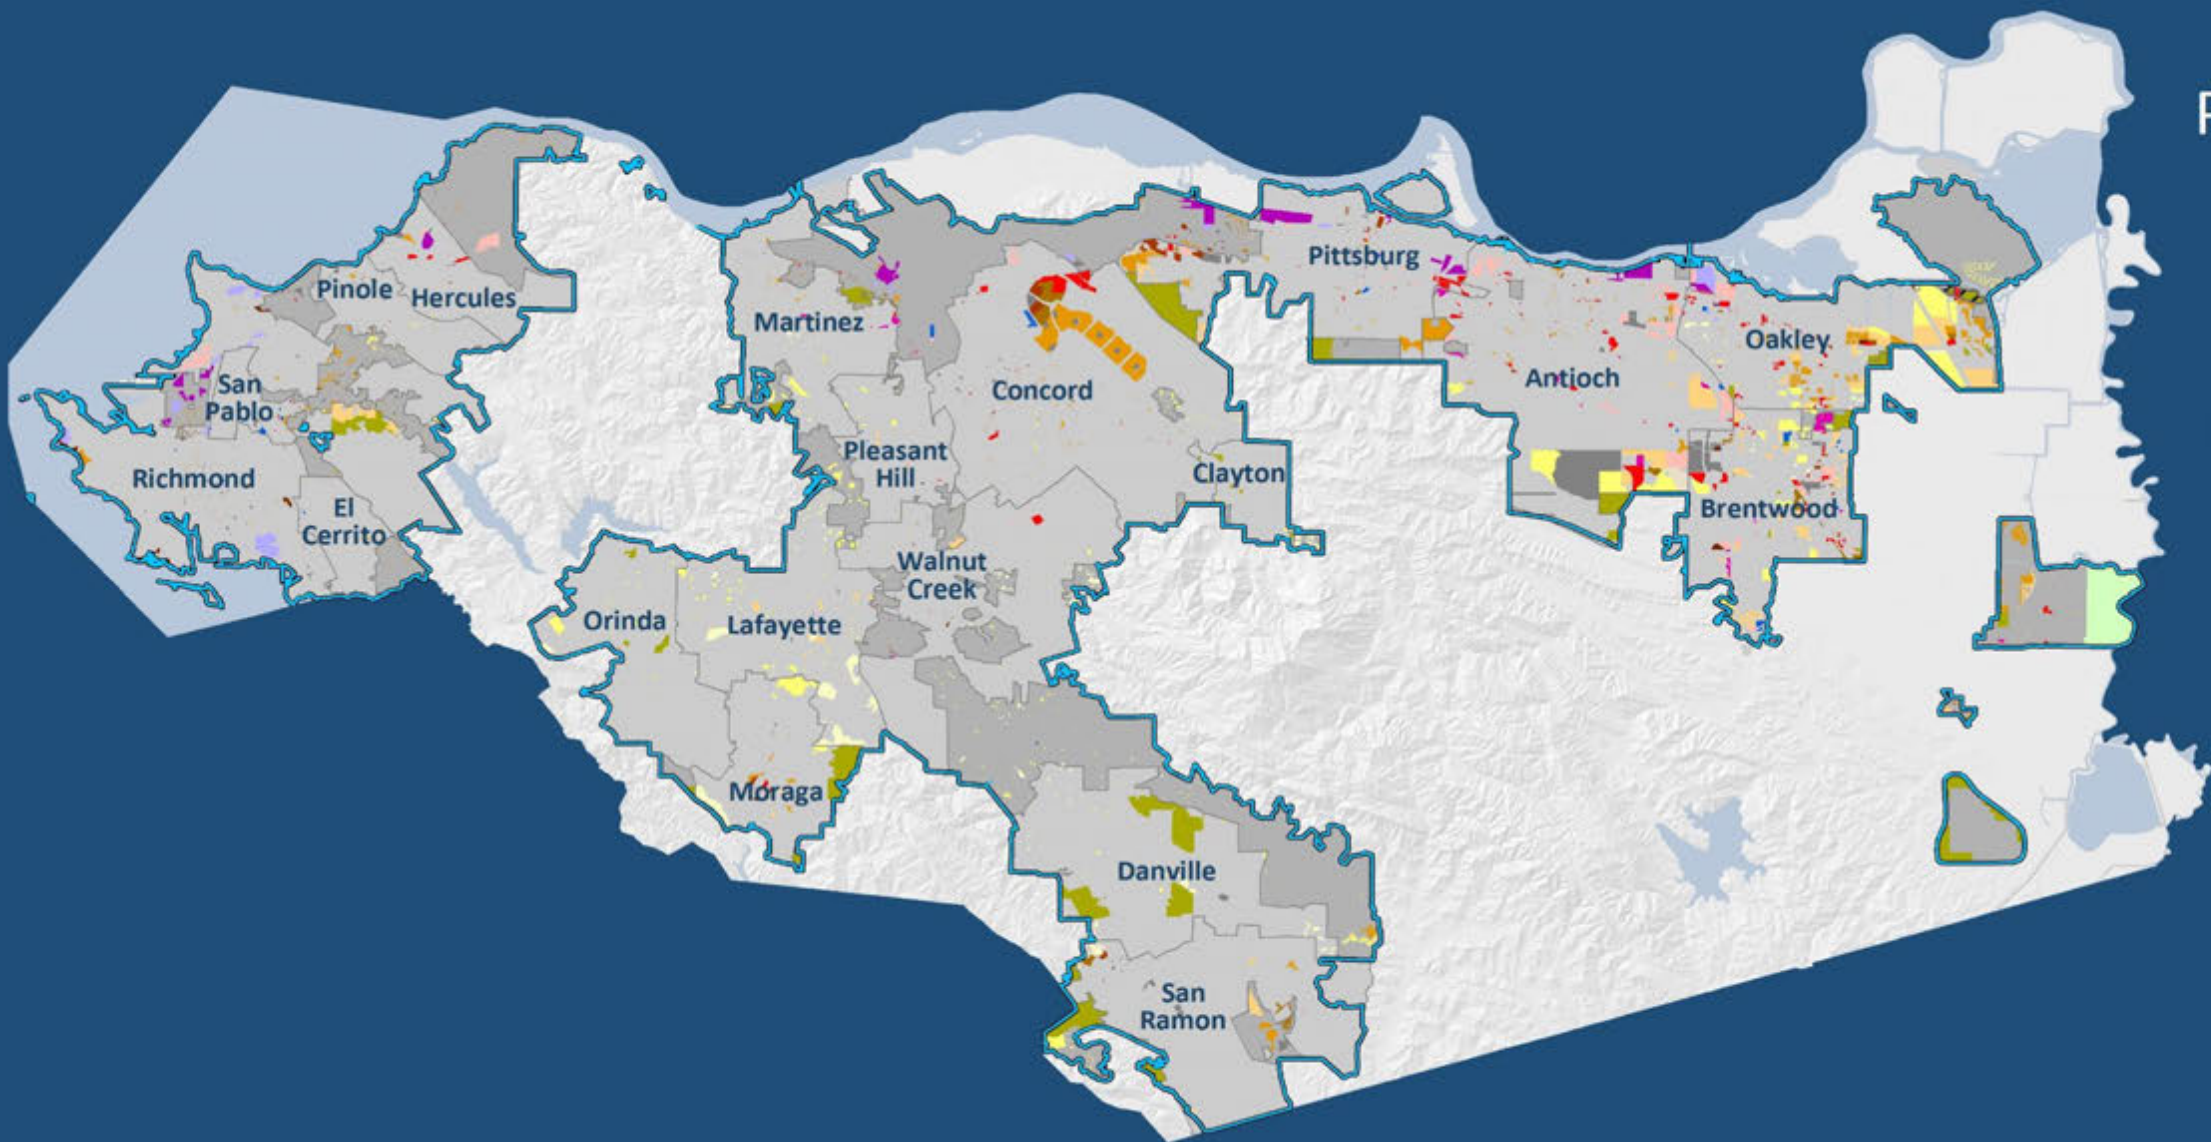 P
Pinole
Hercules
Pittsburg
Martinez
Oakley
San
Pablo
Concord
Antioch
Pleasant
Hill
Clayton
Richmond
El
Cerrito
Brentwood
Walnut
Creek
Orinda
Lafayette
Moraga
Danville
San
Ramon